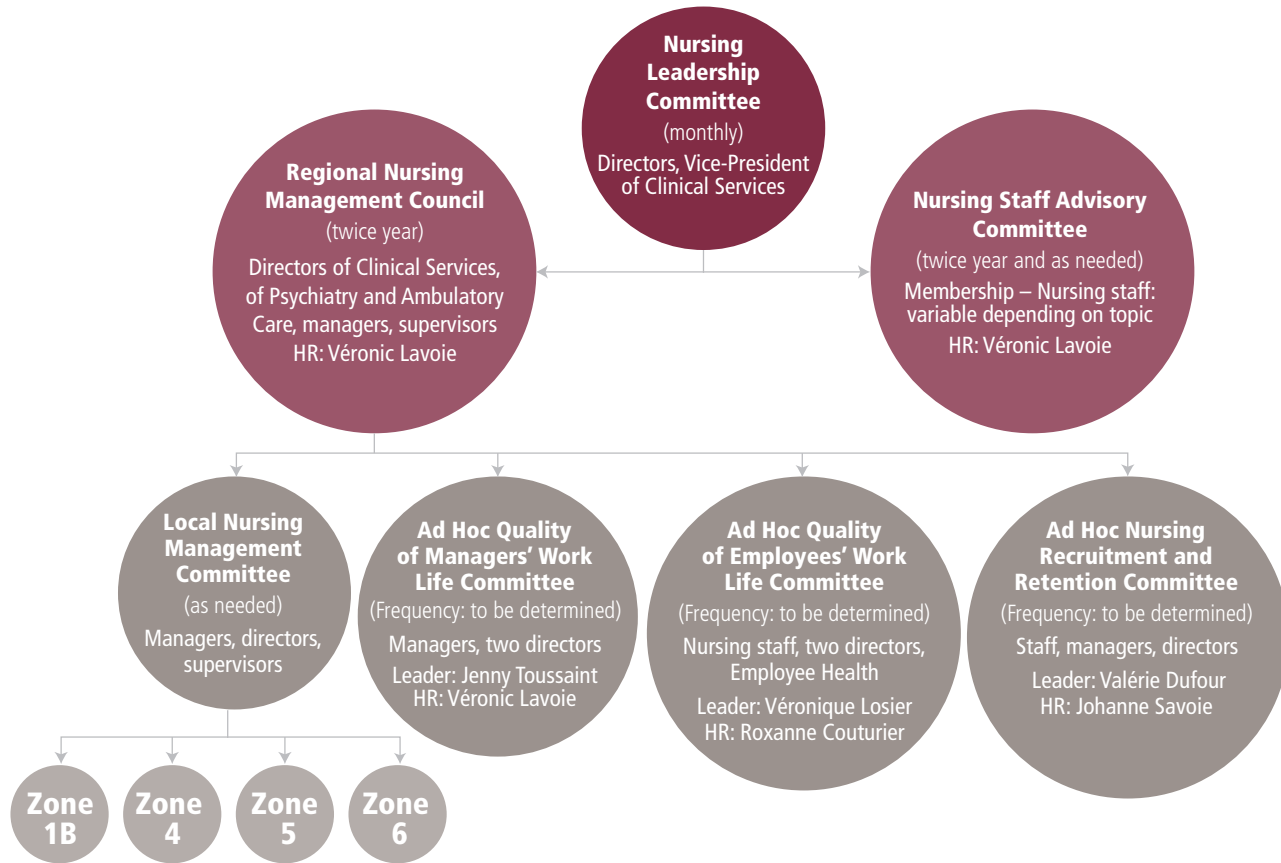 Nursing
Leadership
Committee
(monthly)
Directors, Vice-President
of Clinical Services
Regional Nursing
Management Council
(twice year)
Directors of Clinical Services,
of Psychiatry and Ambulatory
Care, managers, supervisors
HR: Véronic Lavoie
Nursing Staff Advisory
Committee
(twice year and as needed)
Membership – Nursing staff:
variable depending on topic
HR: Véronic Lavoie
Local Nursing
Management
Committee
(as needed)
Managers, directors,
supervisors
Ad Hoc Quality
of Managers’ Work
Life Committee
(Frequency: to be determined)
Managers, two directors
Leader: Jenny Toussaint
HR: Véronic Lavoie
Ad Hoc Quality
of Employees’ Work
Life Committee
(Frequency: to be determined)
Nursing staff, two directors,
Employee Health
Leader: Véronique Losier
HR: Roxanne Couturier
Ad Hoc Nursing
Recruitment and
Retention Committee
(Frequency: to be determined)
Staff, managers, directors
Leader: Valérie Dufour
HR: Johanne Savoie
Zone
1B
Zone
4
Zone
5
Zone
6